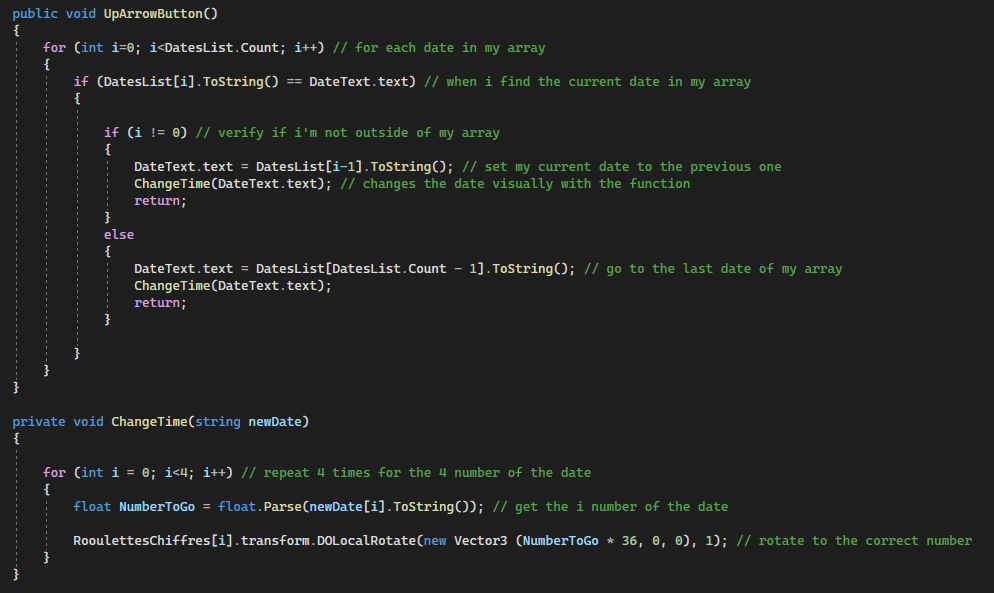 public void UpArrowButton()
{
for (int i=0; i<DatesList.Count; i++) // for each date in my array
{
if (DatesList[i].ToString() == DateText.text) // when i find the current date in my array
{
if (i != 0) // verify if i'm not outside of my array
{
DateText.text = DatesList[i-1].ToString(); // set my current date to the previous one
ChangeTime(DateText.text); // changes the date visually with the function
return;
}
else
{
DateText.text = DatesList[DatesList.Count - 1].ToString(); // go to the last date of my array
ChangeTime(DateText.text);
return;
}
}
}
}
private void ChangeTime(string newDate)
{
for (int i = 0; i<4; i++) // repeat 4 times for the 4 number of the date
{
float NumberToGo = float.Parse(newDate[i].ToString()); // get the i number of the date
RooulettesChiffres[i].transform.DOLocalRotate(new Vector3 (NumberToGo * 36, 0, 0), 1); // rotate to the correct number
}
}